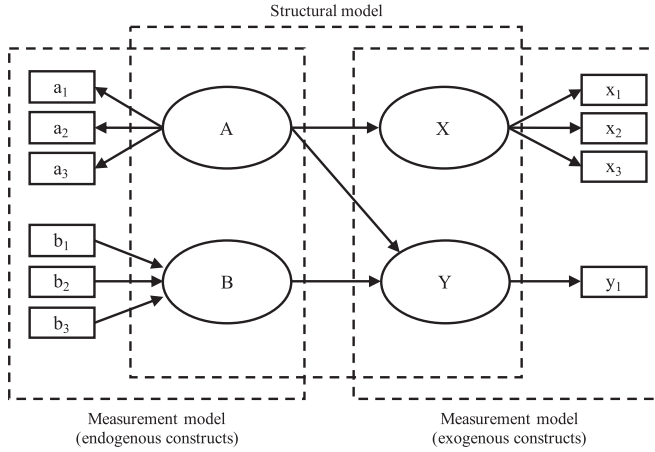 Structural model
a1
a2
a3
A
X
x1
x2
x3
b1
b2
b3
B
Y
y1
Measurement model
(endogenous constructs)
Measurement model
(exogenous constructs)